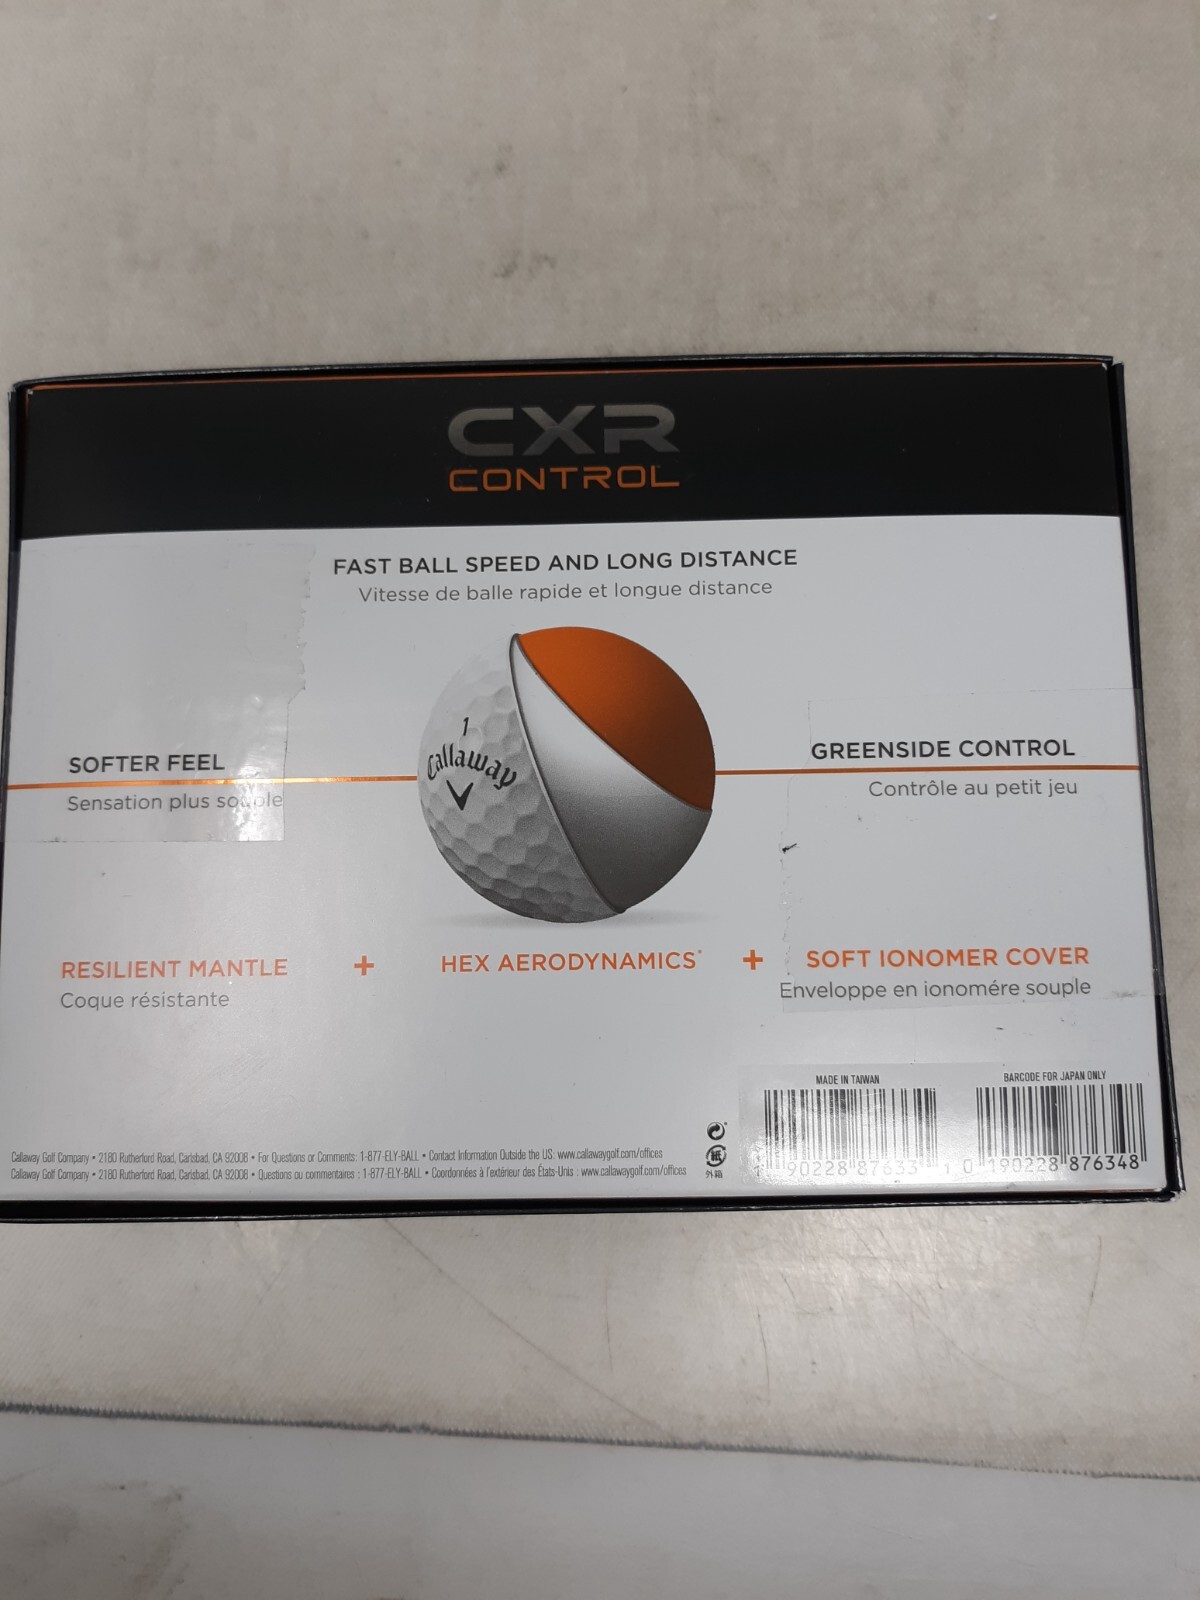 CXR
CONTROL
FAST BALL SPEED AND LONG DISTANCE
Vitesse de balle rapide et longue distance
1
Callaway
SOFTER FEEL
Sensation plus souple
GREENSIDE CONTROL
Contrôle au petit jeu
RESILIENT MANTLE + HEX AERODYNAMICS® + SOFT IONOMER COVER
Coque résistante
Enveloppe en ionomére souple
MADE IN TAIWAN
BARCODE FOR JAPAN ONLY
Callaway Golf Company • 2180 Rutherford Road, Carlsbad, CA 92008 • For Questions or Comments: 1-877-ELY-BALL • Contact Information Outside the US. www.callawaygolf.com/offices
Callaway Golf Company • 2180 Rutherford Road, Carlsbad, CA 92008 • Questions ou commentaires : 1-877-ELY-BALL • Coordonnées à l'extérieur des États-Unis : www.callawaygolf.com/offices
紙
外箱
90228 87633 1
0 190228 876348